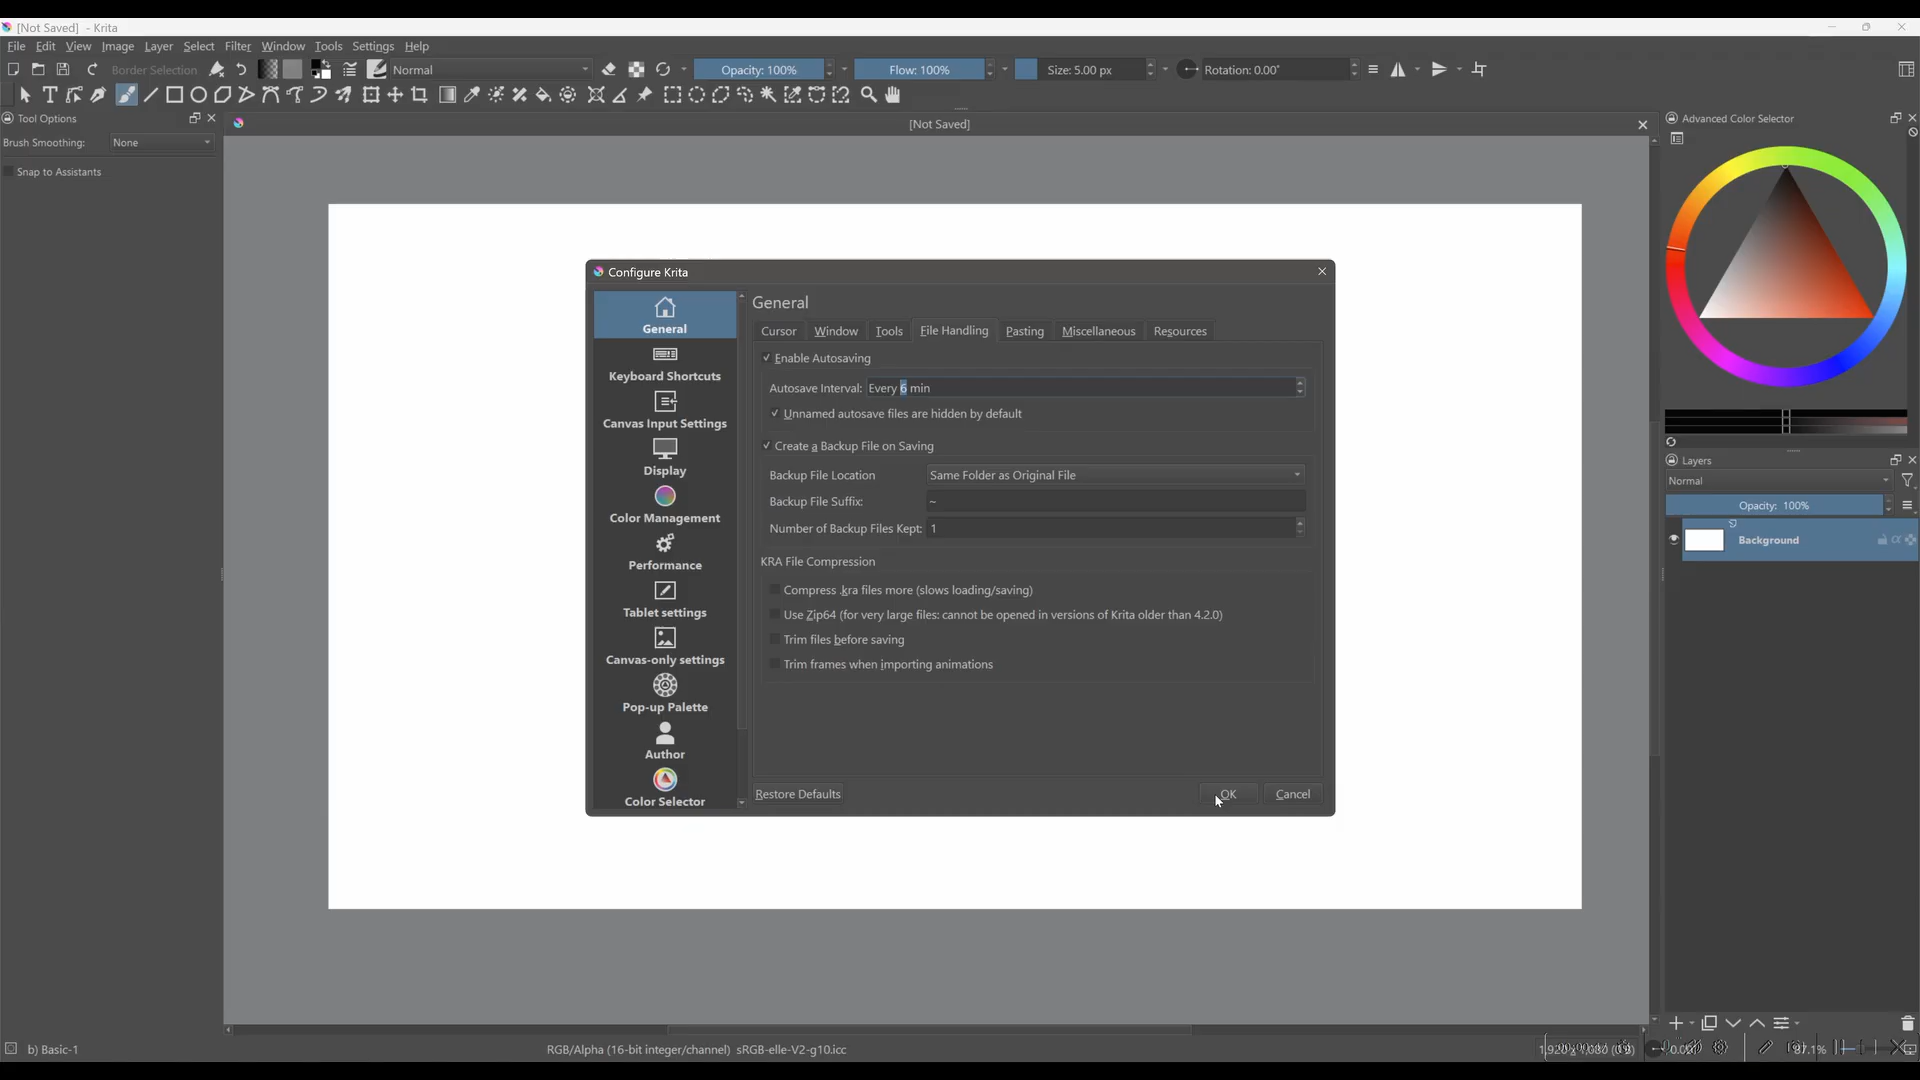 [Not Saved] - Krita
File Edit View Image Layer Select Filter Window Tools Settings Help
Border Selection Normal Opacity: 100% Flow: 100% Size: 5.00 px Rotation: 0.00°
Tool Options
[Not Saved]
Advanced Color Selector
Brush Smoothing: None
Snap to Assistants
Configure Krita
General
Keyboard Shortcuts
Canvas Input Settings
Display
Color Management
Performance
Tablet settings
Canvas-only settings
Pop-up Palette
Author
Color Selector
General
Cursor Window Tools File Handling Pasting Miscellaneous Resources
Enable Autosaving
Autosave Interval: Every 6 min
Unnamed autosave files are hidden by default
Create a Backup File on Saving
Backup File Location Same Folder as Original File
Backup File Suffix: ~
Number of Backup Files Kept: 1
KRA File Compression
Compress .kra files more (slows loading/saving)
Use Zip64 (for very large files: cannot be opened in versions of Krita older than 4.2.0)
Trim files before saving
Trim frames when importing animations
Restore Defaults OK Cancel
Layers
Normal
Opacity: 100%
Background
b) Basic-1
RGB/Alpha (16-bit integer/channel) sRGB-elle-V2-g10.icc